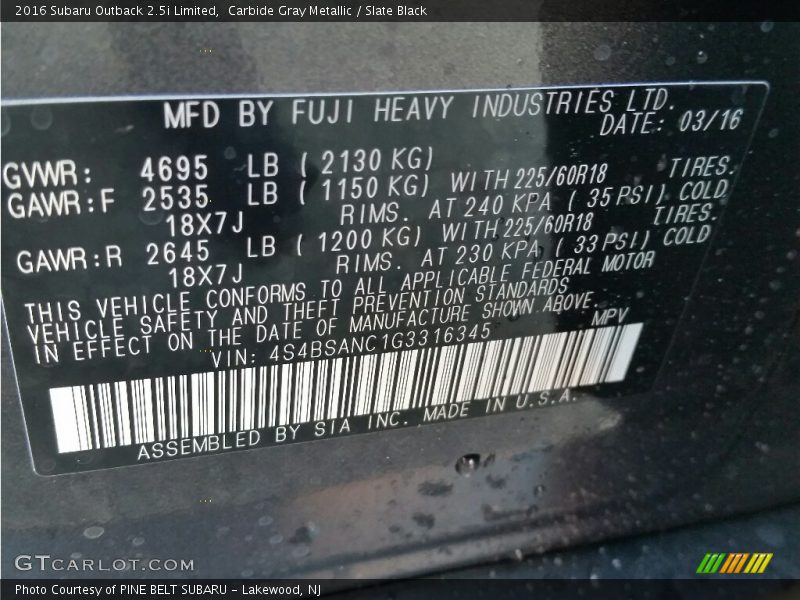 2016 Subaru Outback 2.5i Limited,  Carbide Gray Metallic / Slate Black
MFD BY FUJI HEAVY INDUSTRIES LTD.
DATE: 03/16
GVWR: 4695 LB ( 2130 KG)
GAWR:F 2535 LB ( 1150 KG) WITH 225/60R18 TIRES.
18X7J RIMS. AT 240 KPA ( 35 PSI) COLD
GAWR:R 2645 LB ( 1200 KG) WITH 225/60R18 TIRES.
18X7J RIMS. AT 230 KPA ( 33 PSI) COLD
THIS VEHICLE CONFORMS TO ALL APPLICABLE FEDERAL MOTOR
VEHICLE SAFETY AND THEFT PREVENTION STANDARDS
IN EFFECT ON THE DATE OF MANUFACTURE SHOWN ABOVE.
VIN: 4S4BSANC1G3316345 MPV
ASSEMBLED BY SIA INC. MADE IN U.S.A.
GTCARLOT.COM
Photo Courtesy of PINE BELT SUBARU - Lakewood, NJ